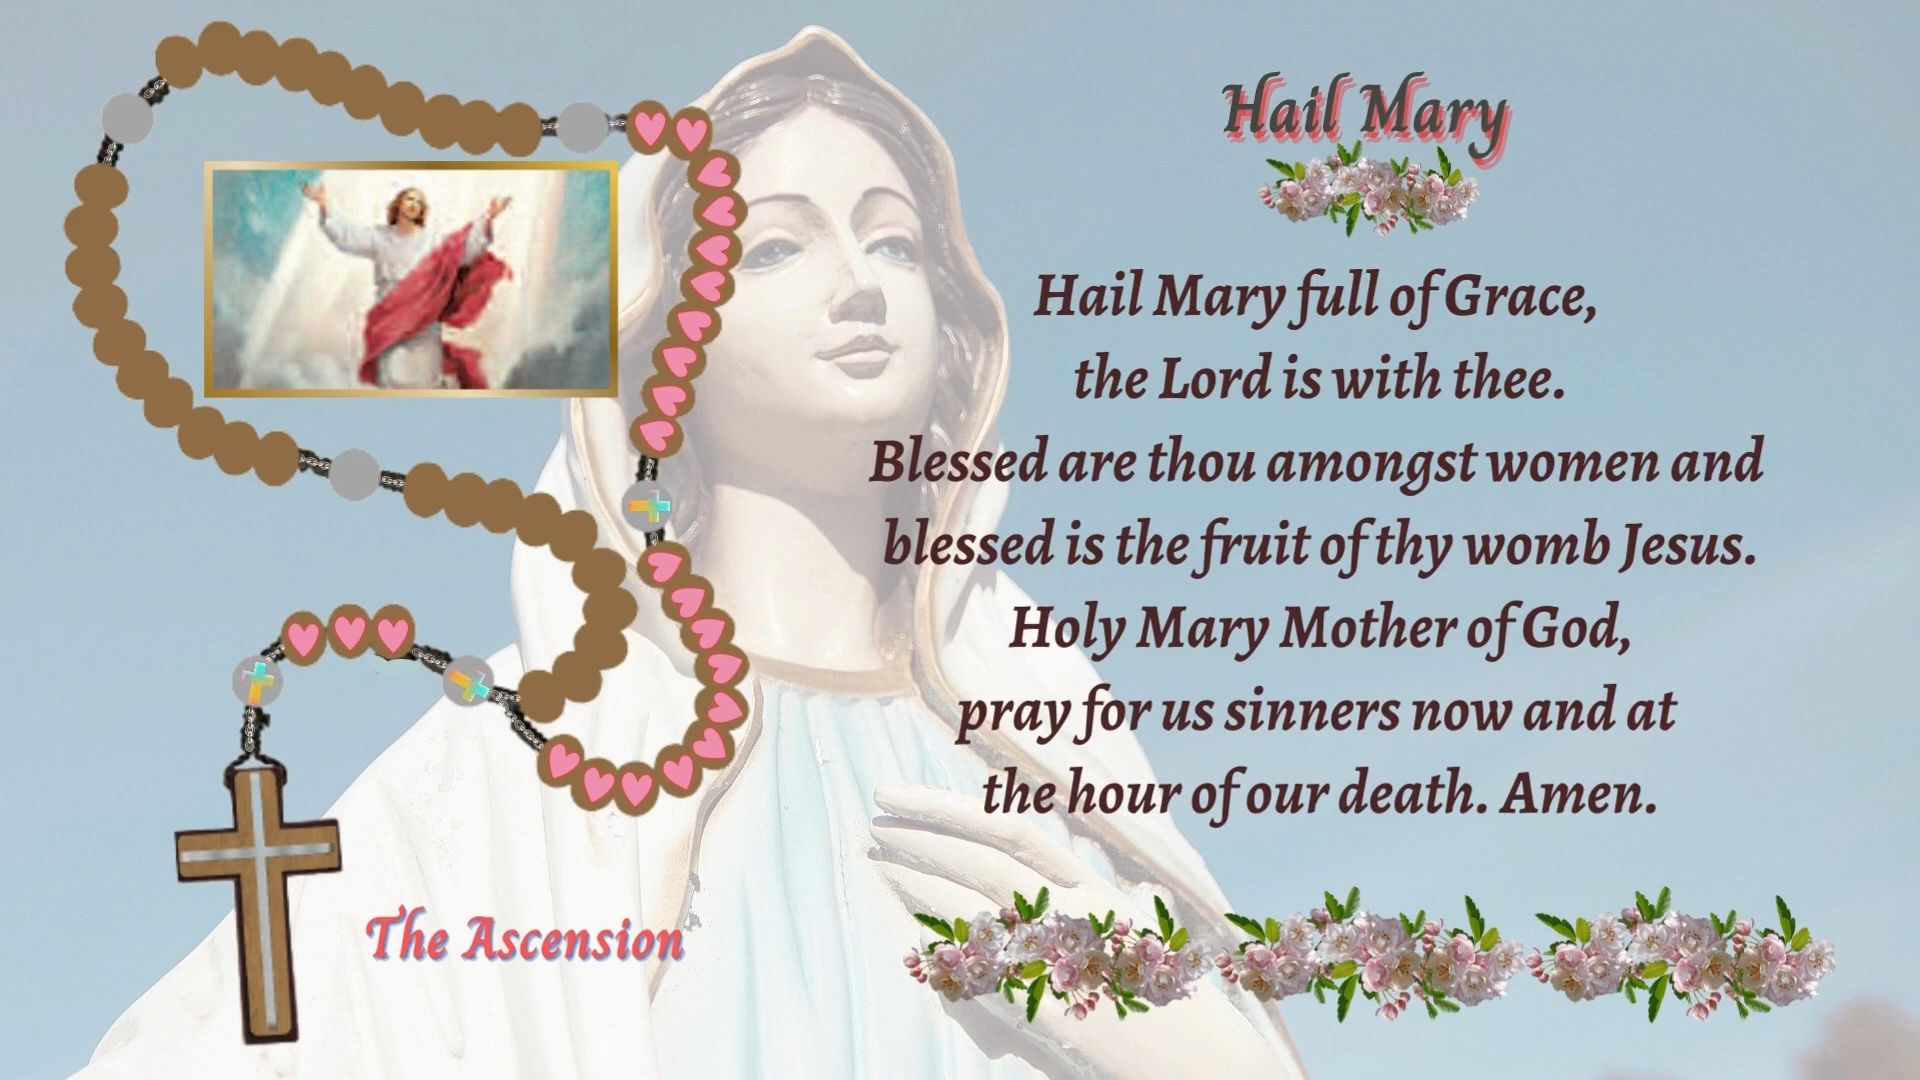 Hail Mary
Hail Mary full of Grace,
the Lord is with thee.
Blessed are thou amongst women and
blessed is the fruit of thy womb Jesus.
Holy Mary Mother of God,
pray for us sinners now and at
the hour of our death. Amen.
The Ascension